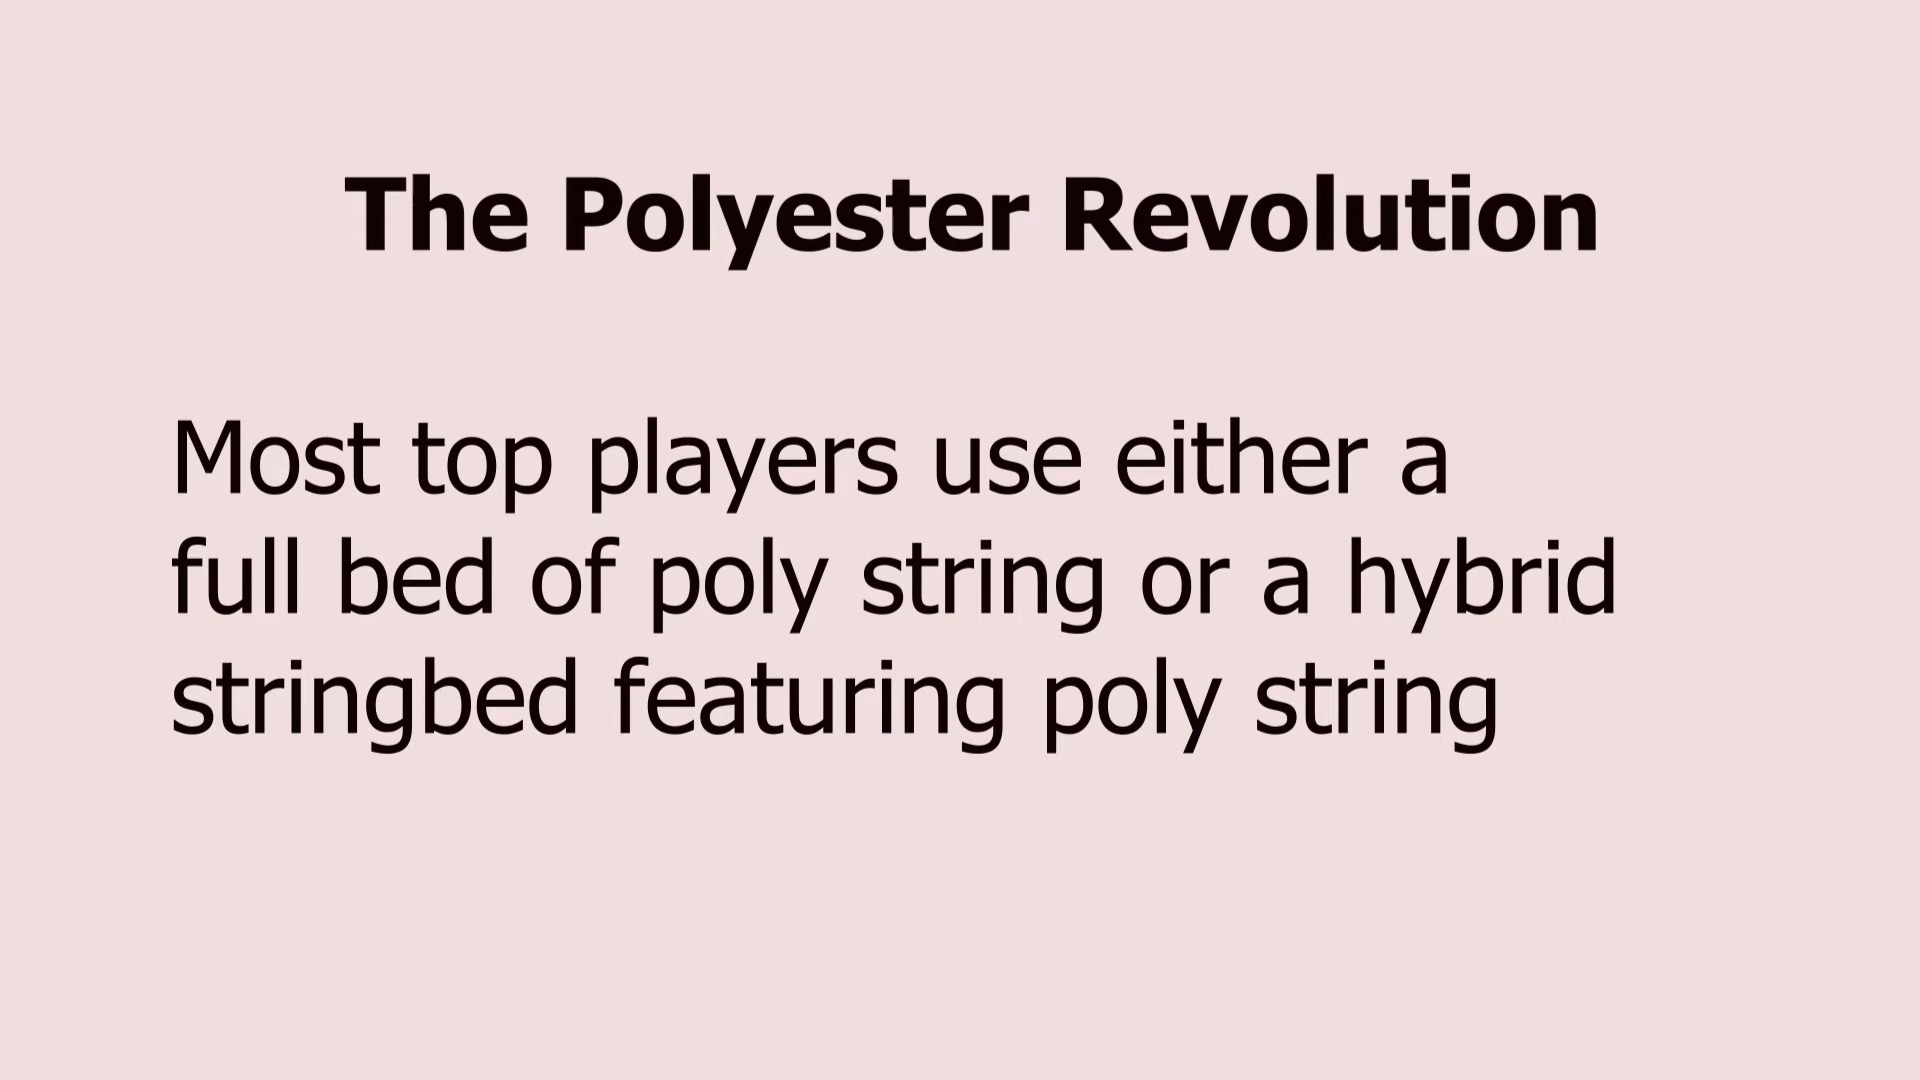 The Polyester Revolution
Most top players use either a
full bed of poly string or a hybrid
stringbed featuring poly string